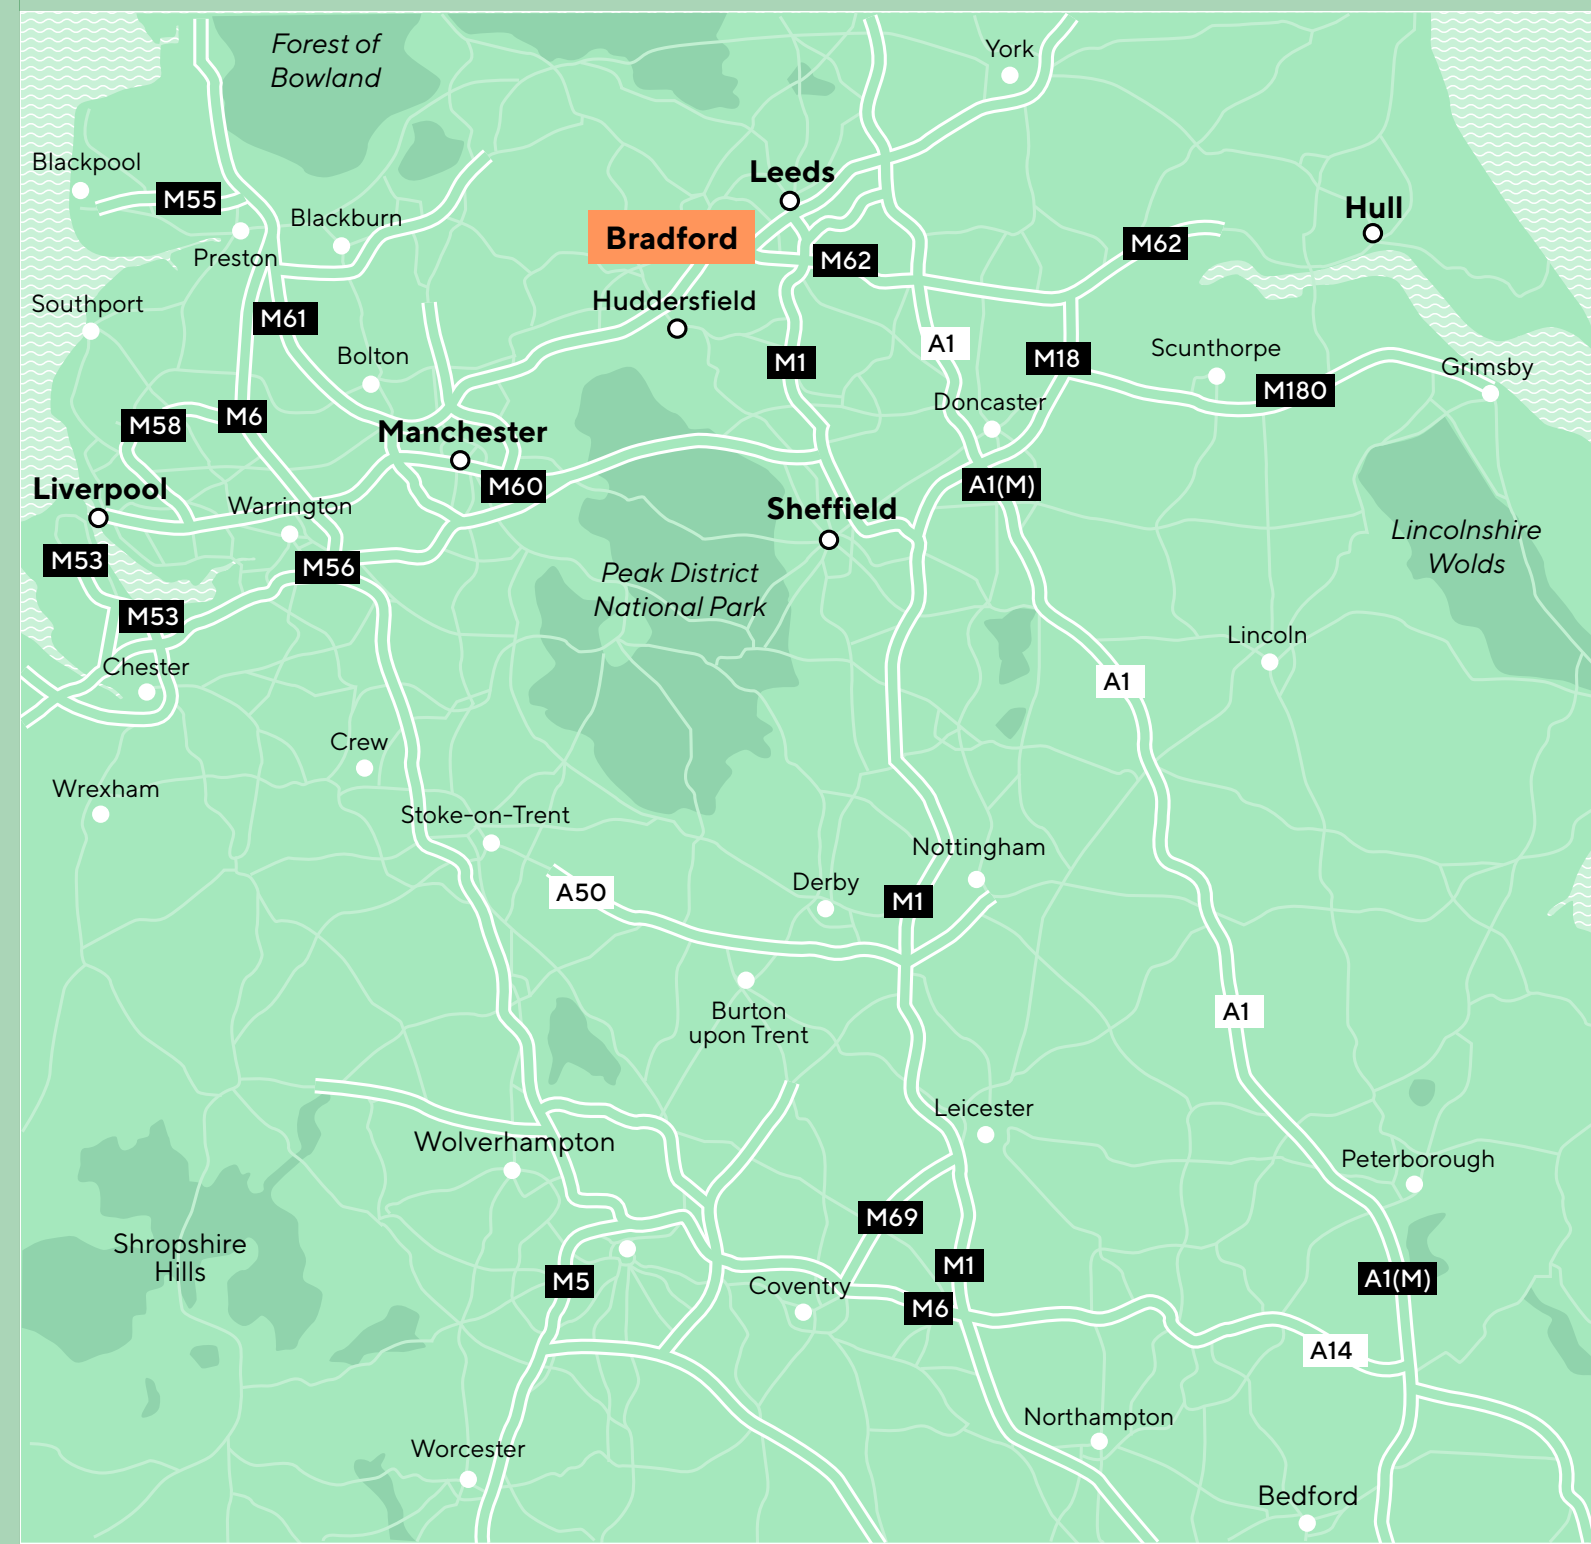 Forest of
Bowland
York
Blackpool
Leeds
M55
Blackburn
Hull
Bradford
Preston
M62
M62
Southport
Huddersfield
M61
A1
Bolton
M1
M18
Scunthorpe
Grimsby
M180
Doncaster
M58
M6
Manchester
Liverpool
M60
A1(M)
Warrington
Sheffield
Lincolnshire
Wolds
M53
M56
Peak District
National Park
M53
Lincoln
Chester
A1
Crew
Wrexham
Stoke-on-Trent
Nottingham
Derby
A50
M1
Burton
upon Trent
A1
Leicester
Wolverhampton
Peterborough
M69
Shropshire
Hills
M1
M5
Coventry
A1(M)
M6
A14
Northampton
Worcester
Bedford